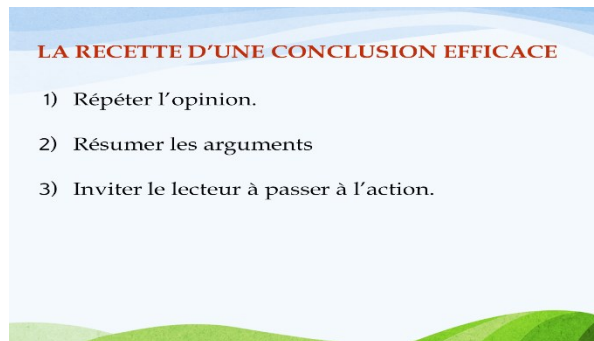 LA RECETTE D’UNE CONCLUSION EFFICACE
1) Répéter l’opinion.
2) Résumer les arguments
3) Inviter le lecteur à passer à l’action.